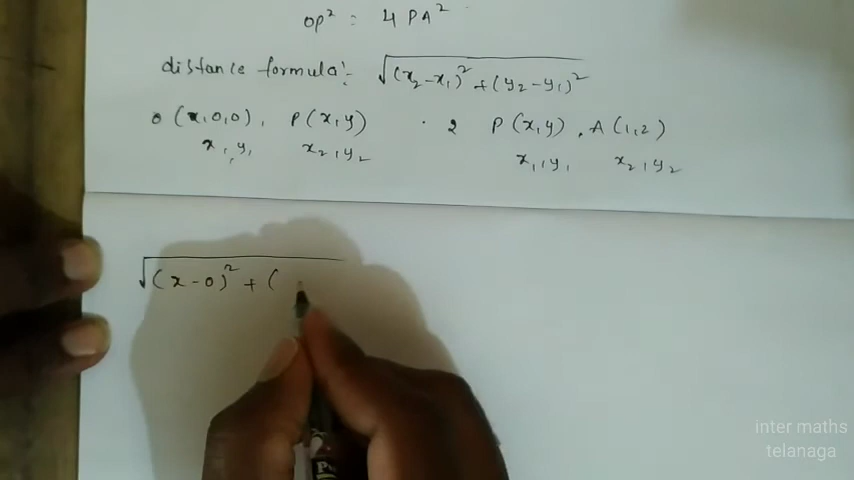 OP² = 4 PA²
distance formula:- √(x₂-x₁)² + (y₂-y₁)²
O (x,0,0), P(x,y) . 2 P(x,y), A(1,2)
x₁, y₁ x₂, y₂ x₁, y₁ x₂, y₂
√(x-0)² + (
inter maths
telanaga